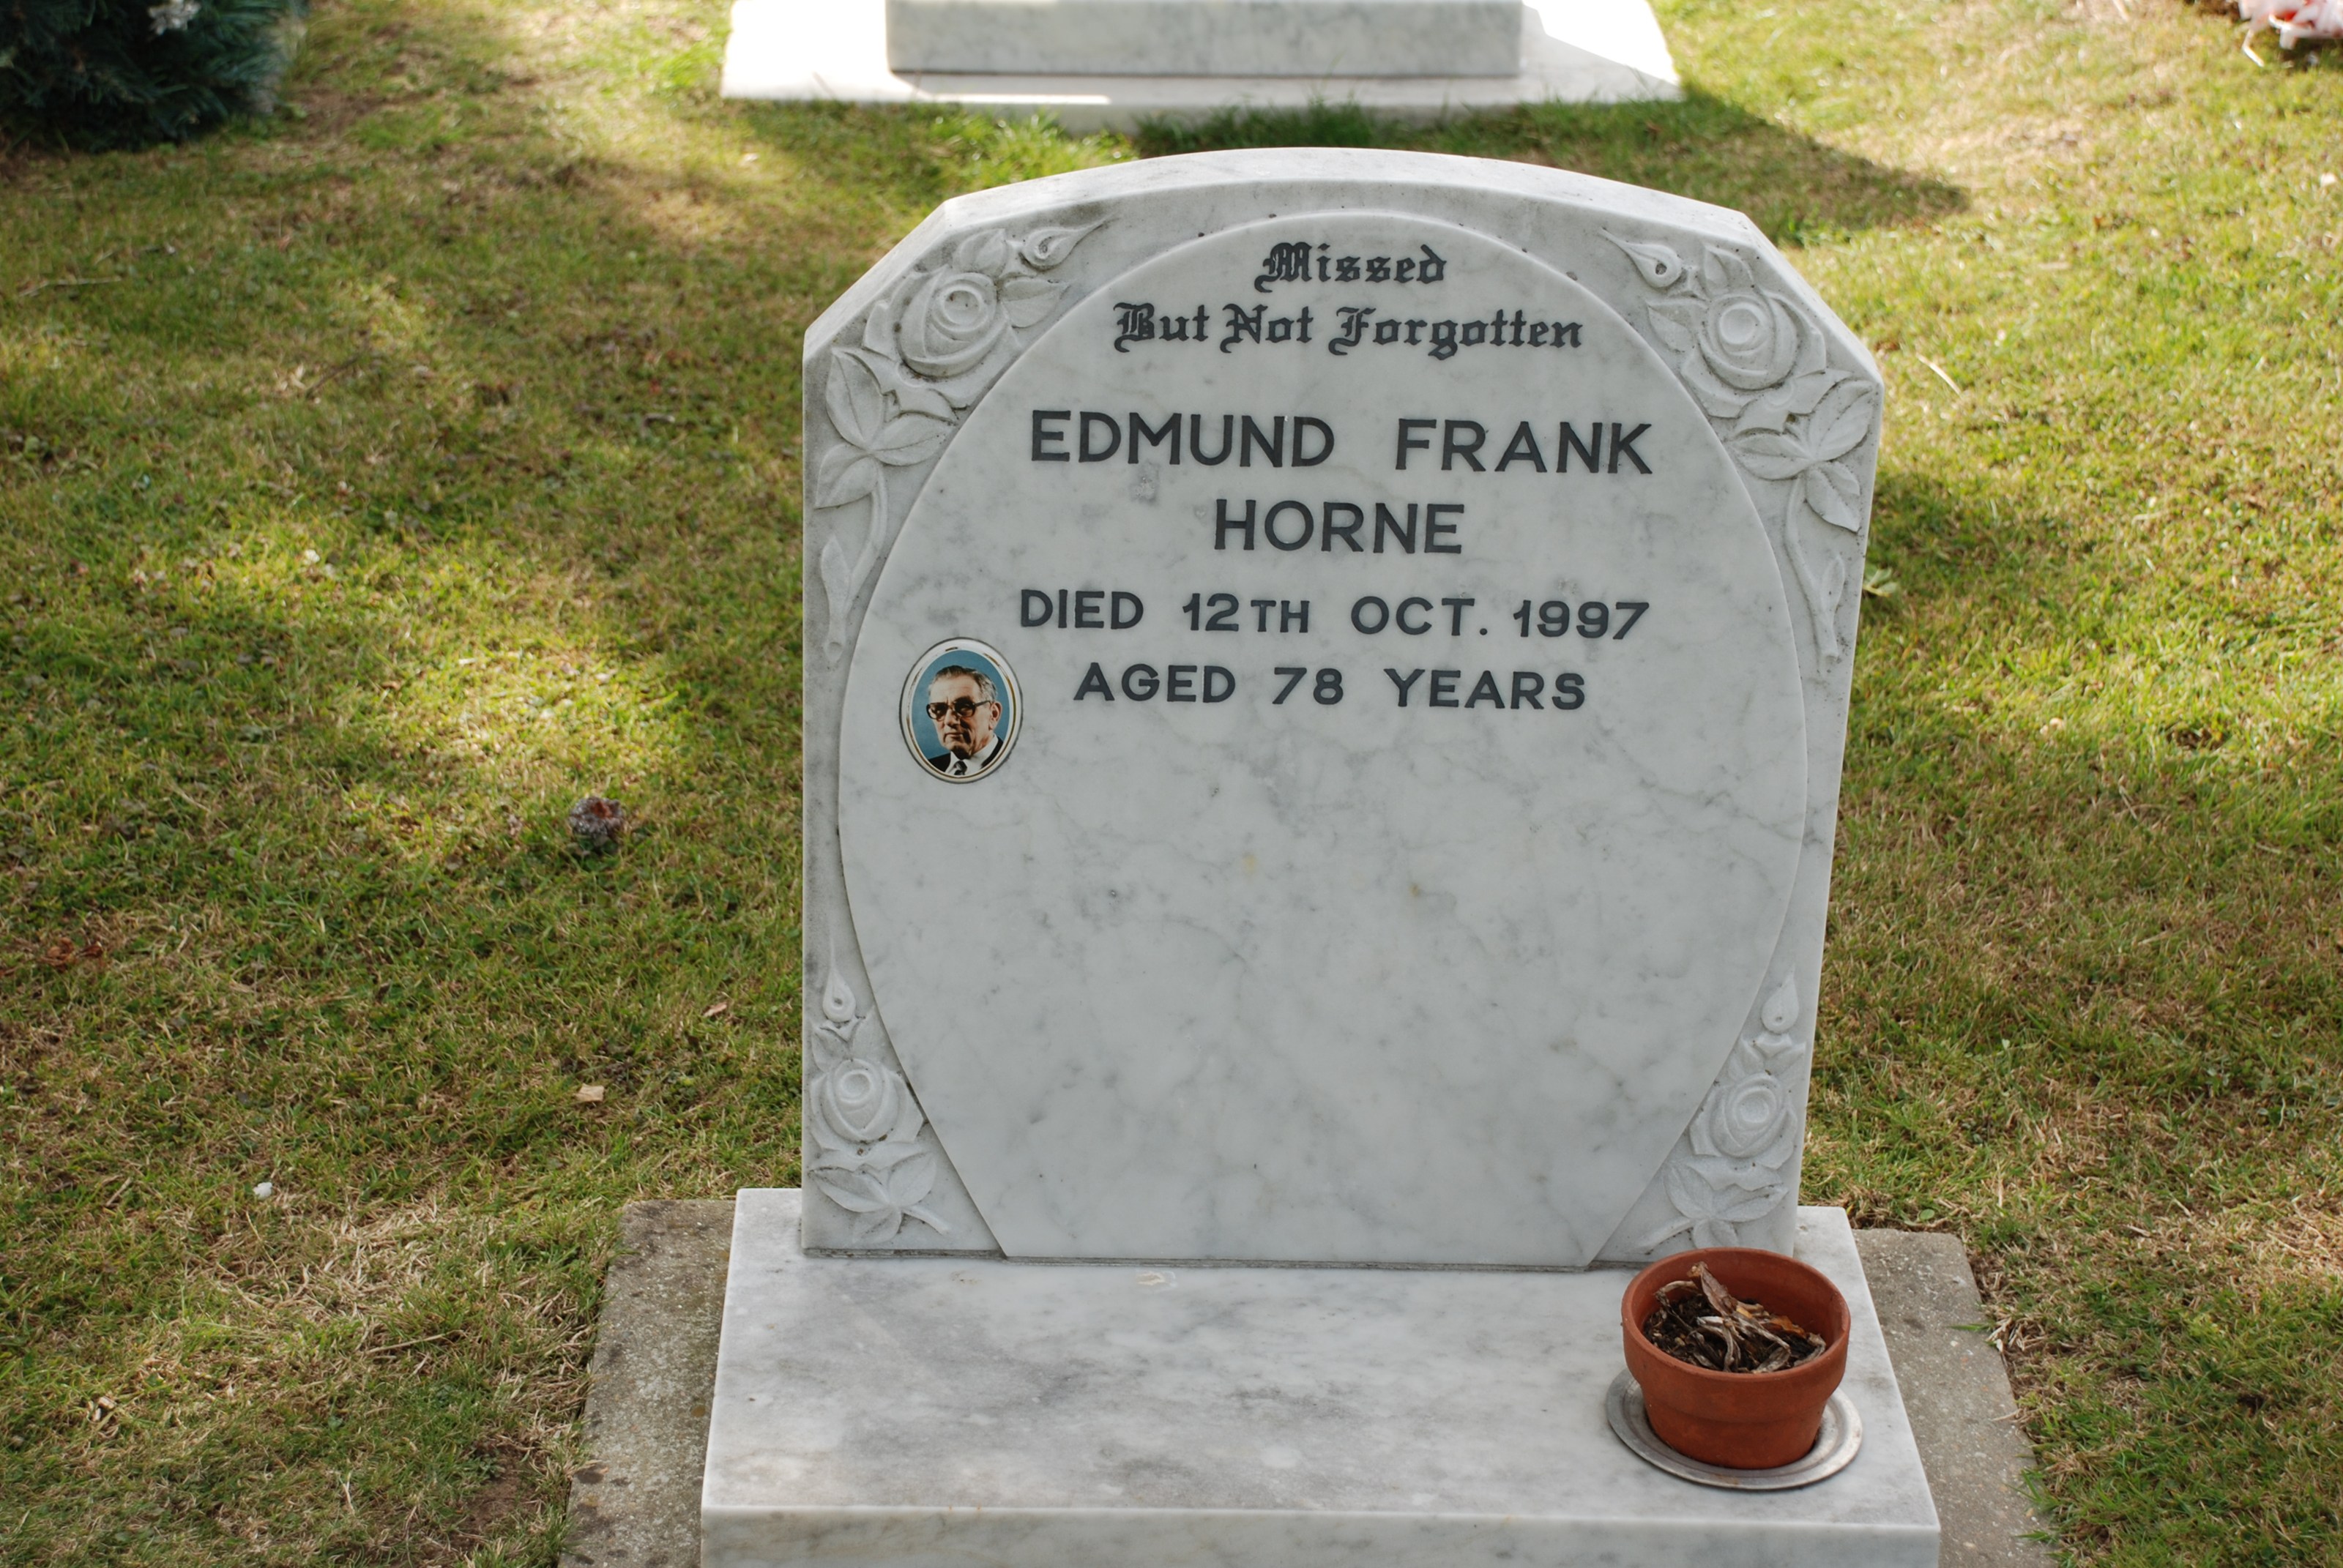 Missed
But Not Forgotten
EDMUND FRANK
HORNE
DIED 12TH OCT. 1997
AGED 78 YEARS